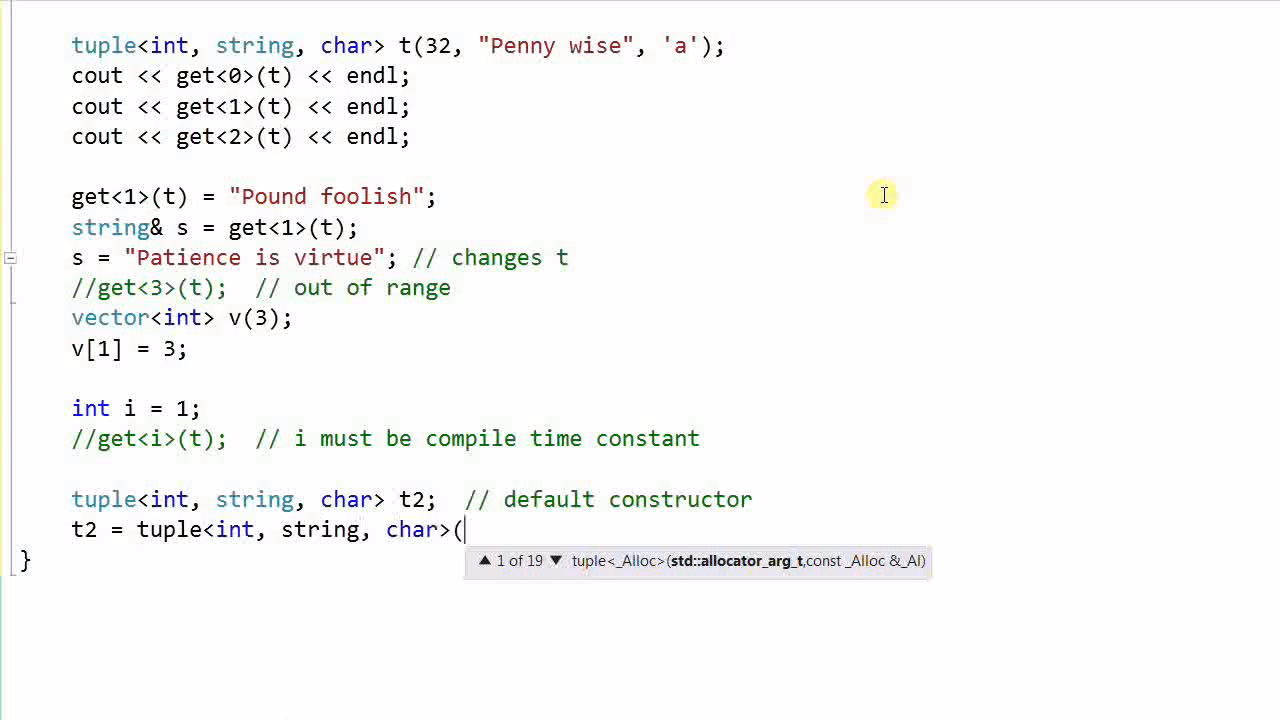 tuple<int, string, char> t(32, "Penny wise", 'a');
cout << get<0>(t) << endl;
cout << get<1>(t) << endl;
cout << get<2>(t) << endl;
get<1>(t) = "Pound foolish";
string& s = get<1>(t);
s = "Patience is virtue"; // changes t
//get<3>(t);  // out of range
vector<int> v(3);
v[1] = 3;
int i = 1;
//get<i>(t);  // i must be compile time constant
tuple<int, string, char> t2;  // default constructor
t2 = tuple<int, string, char>(
▲ 1 of 19 ▼ tuple<_Alloc>(std::allocator_arg_t,const _Alloc &_Al)
}